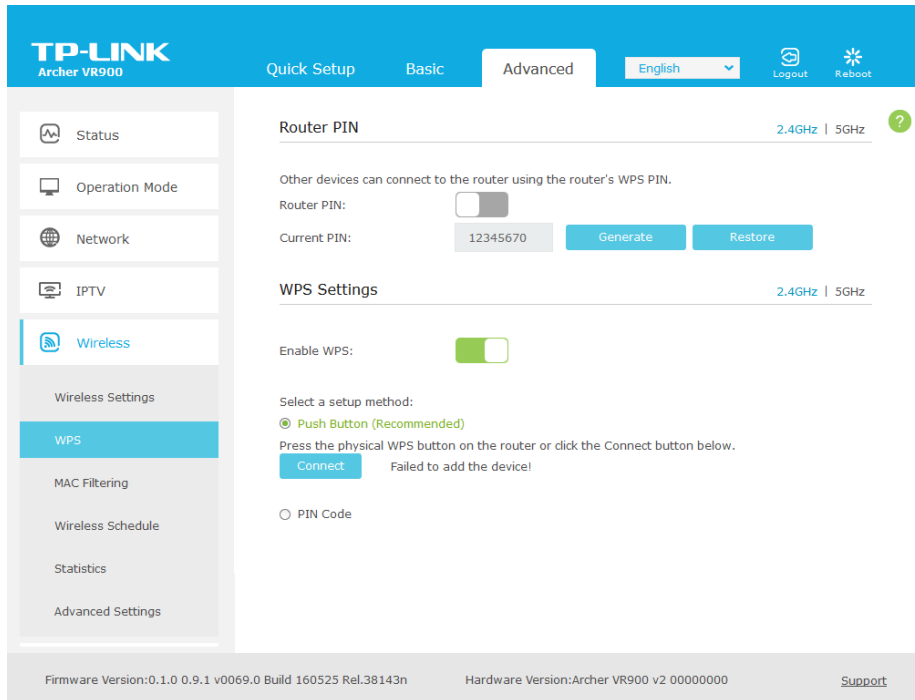 TP-LINK
Archer VR900
Quick Setup Basic Advanced English Logout Reboot
Status
Operation Mode
Network
IPTV
Wireless
Wireless Settings
WPS
MAC Filtering
Wireless Schedule
Statistics
Advanced Settings
Router PIN 2.4GHz | 5GHz ?
Other devices can connect to the router using the router's WPS PIN.
Router PIN:
Current PIN: 12345670 Generate Restore
WPS Settings 2.4GHz | 5GHz
Enable WPS:
Select a setup method:
Push Button (Recommended)
Press the physical WPS button on the router or click the Connect button below.
Connect Failed to add the device!
PIN Code
Firmware Version:0.1.0 0.9.1 v0069.0 Build 160525 Rel.38143n Hardware Version:Archer VR900 v2 00000000 Support